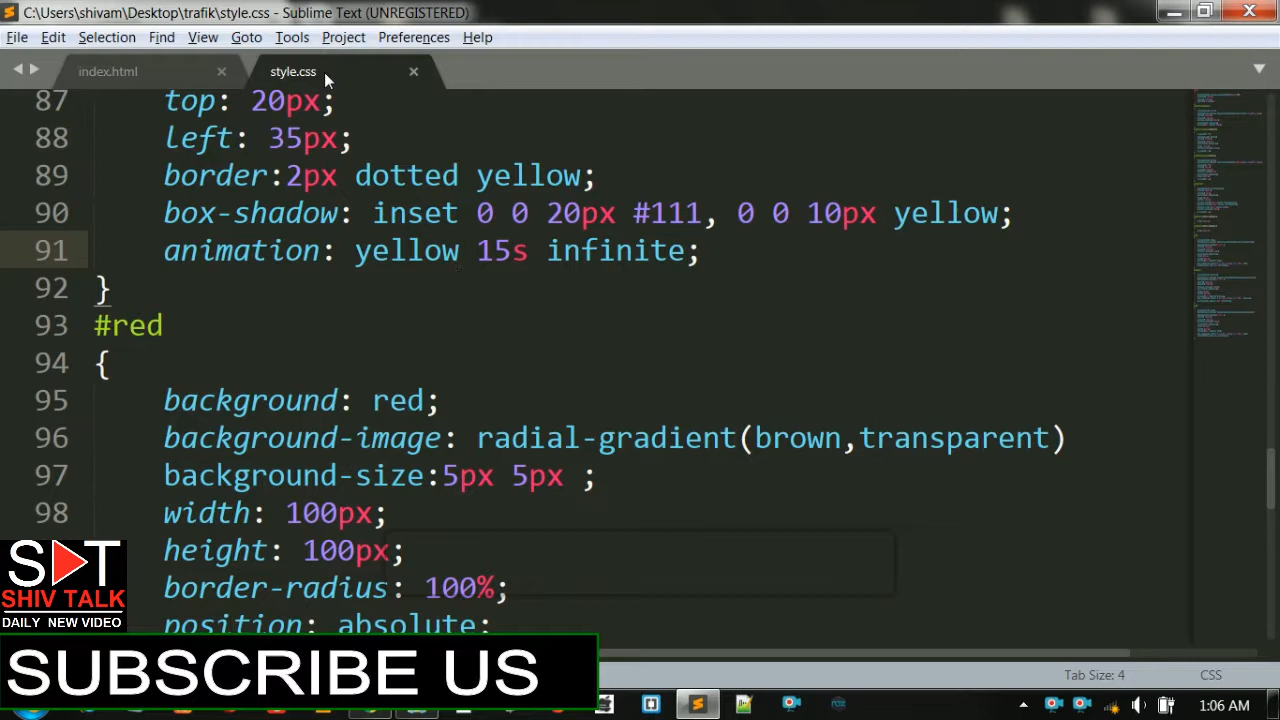 C:\Users\shivam\Desktop\trafik\style.css - Sublime Text (UNREGISTERED)
File Edit Selection Find View Goto Tools Project Preferences Help
index.html style.css
87 top: 20px;
88 left: 35px;
89 border:2px dotted yellow;
90 box-shadow: inset 0 0 20px #111, 0 0 10px yellow;
91 animation: yellow 15s infinite;
92 }
93 #red
94 {
95 background: red;
96 background-image: radial-gradient(brown,transparent)
97 background-size:5px 5px ;
98 width: 100px;
height: 100px;
border-radius: 100%;
position: absolute;
S T
SHIV TALK
DAILY NEW VIDEO
SUBSCRIBE US
Tab Size: 4 CSS
1:06 AM